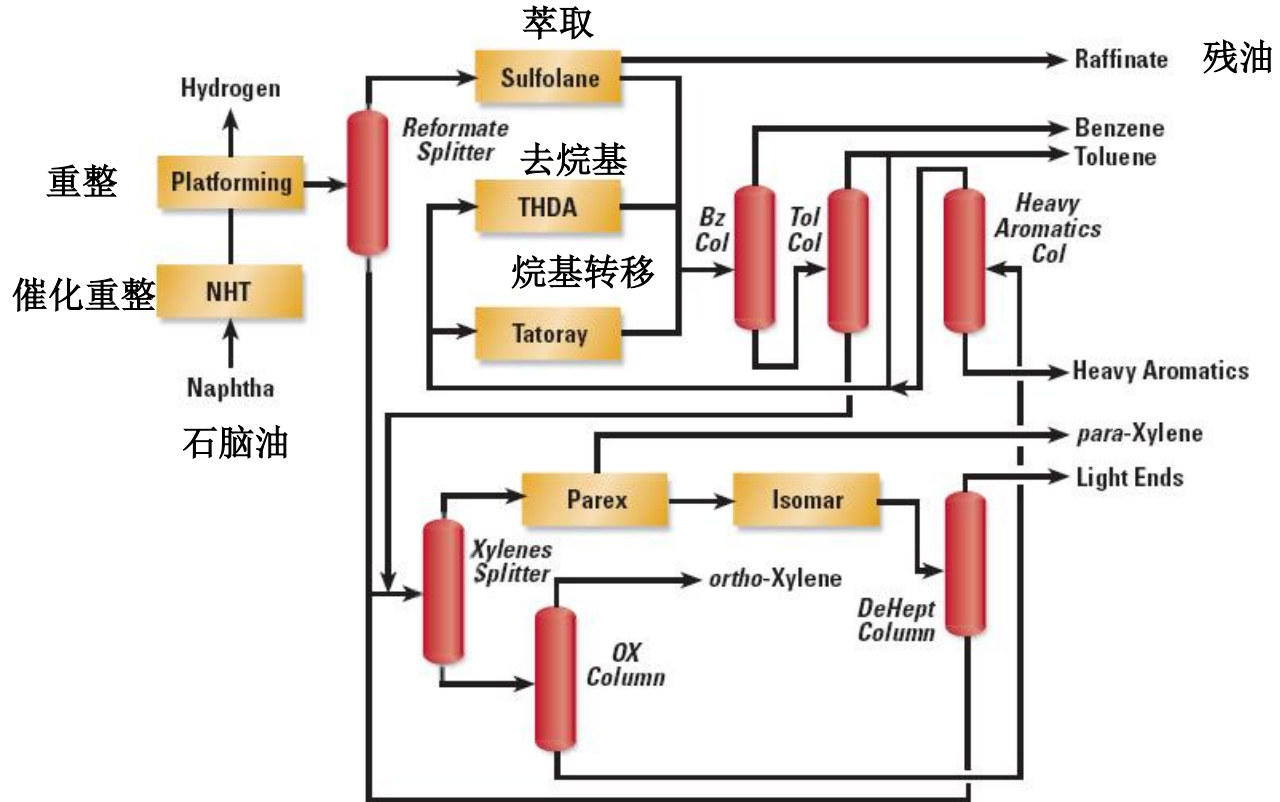 萃取
Sulfolane
Raffinate
残油
Hydrogen
Reformate
Splitter
Benzene
Toluene
重整
Platforming
去烷基
THDA
Bz
Col
Tol
Col
Heavy
Aromatics
Col
催化重整
NHT
烷基转移
Tatoray
Naphtha
石脑油
Heavy Aromatics
para-Xylene
Light Ends
Parex
Isomar
Xylenes
Splitter
ortho-Xylene
DeHept
Column
OX
Column